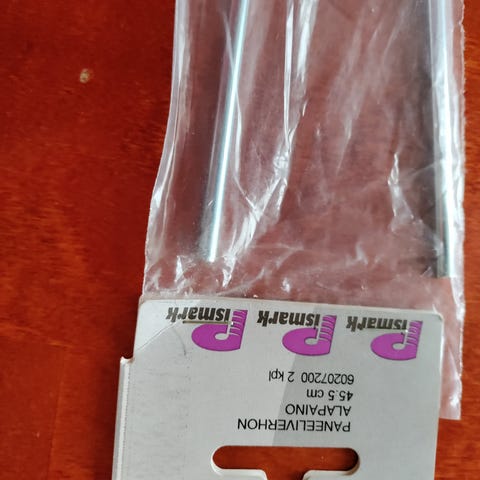 PANEELIVERHON
ALAPAINO
45.5 cm
60207200 2 kpl
Pismark Pismark Pismark